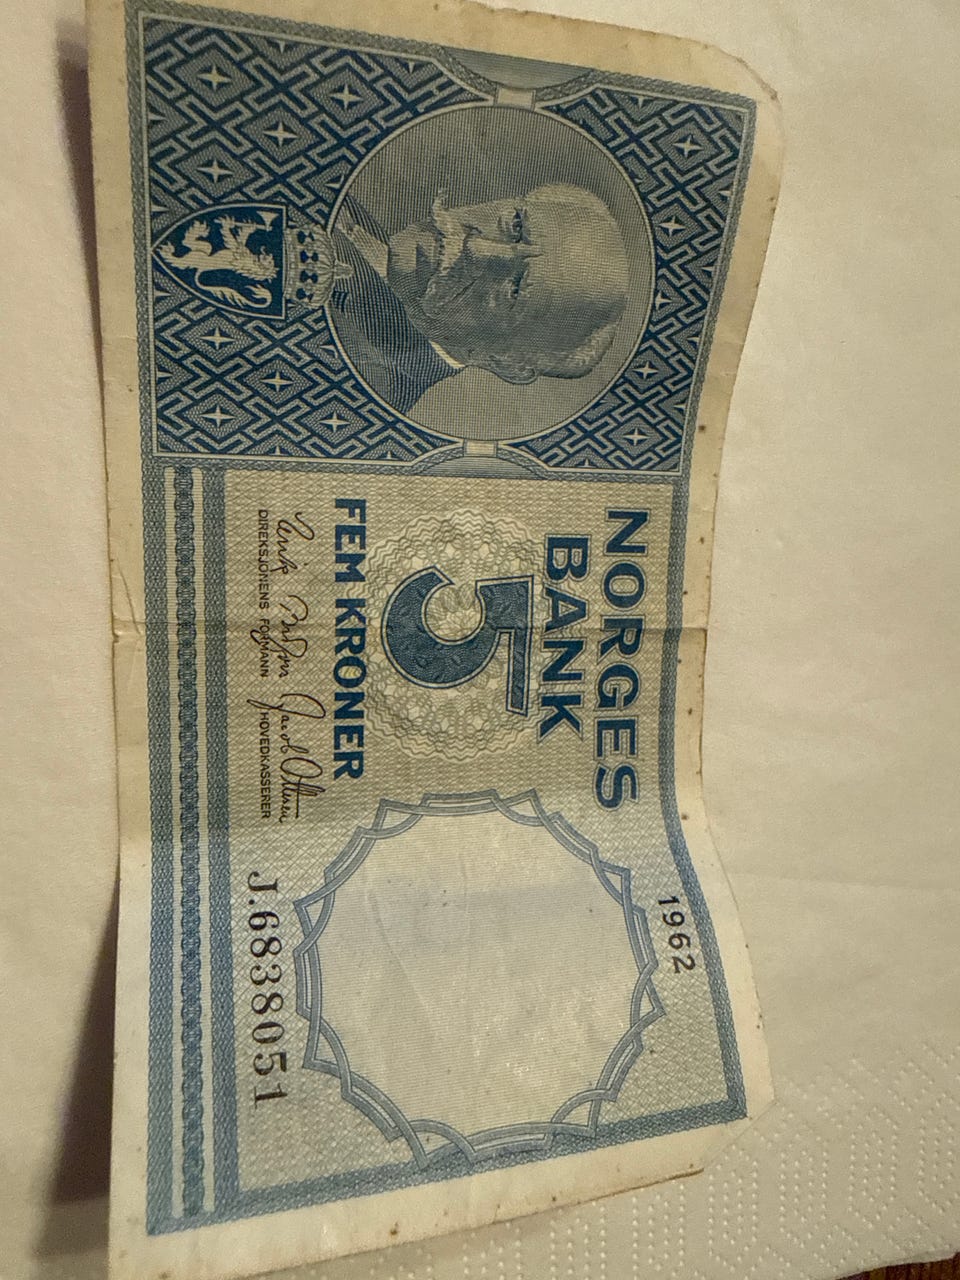 1962
NORGES
BANK
5
FEM KRONER
DIREKSJONENS FORMANN HOVEDKASSERER
J.6838051